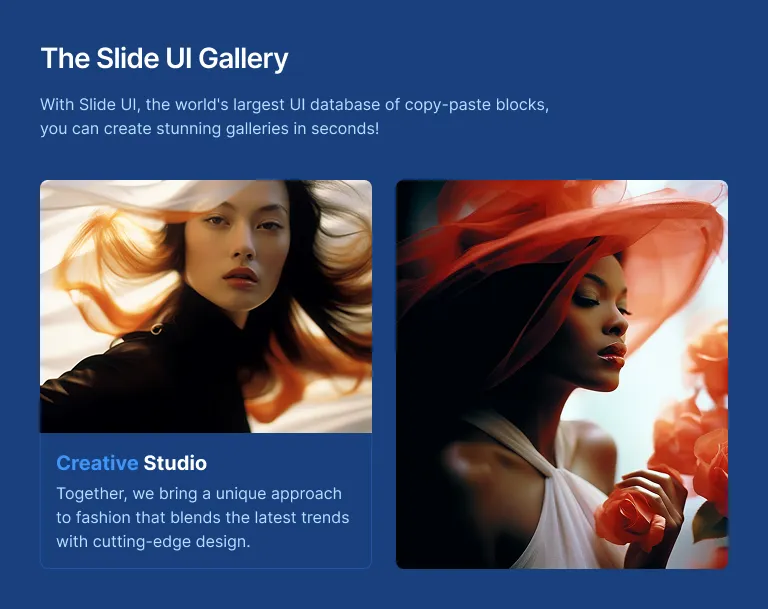 The Slide UI Gallery
With Slide UI, the world's largest UI database of copy-paste blocks,
you can create stunning galleries in seconds!
Creative Studio
Together, we bring a unique approach
to fashion that blends the latest trends
with cutting-edge design.